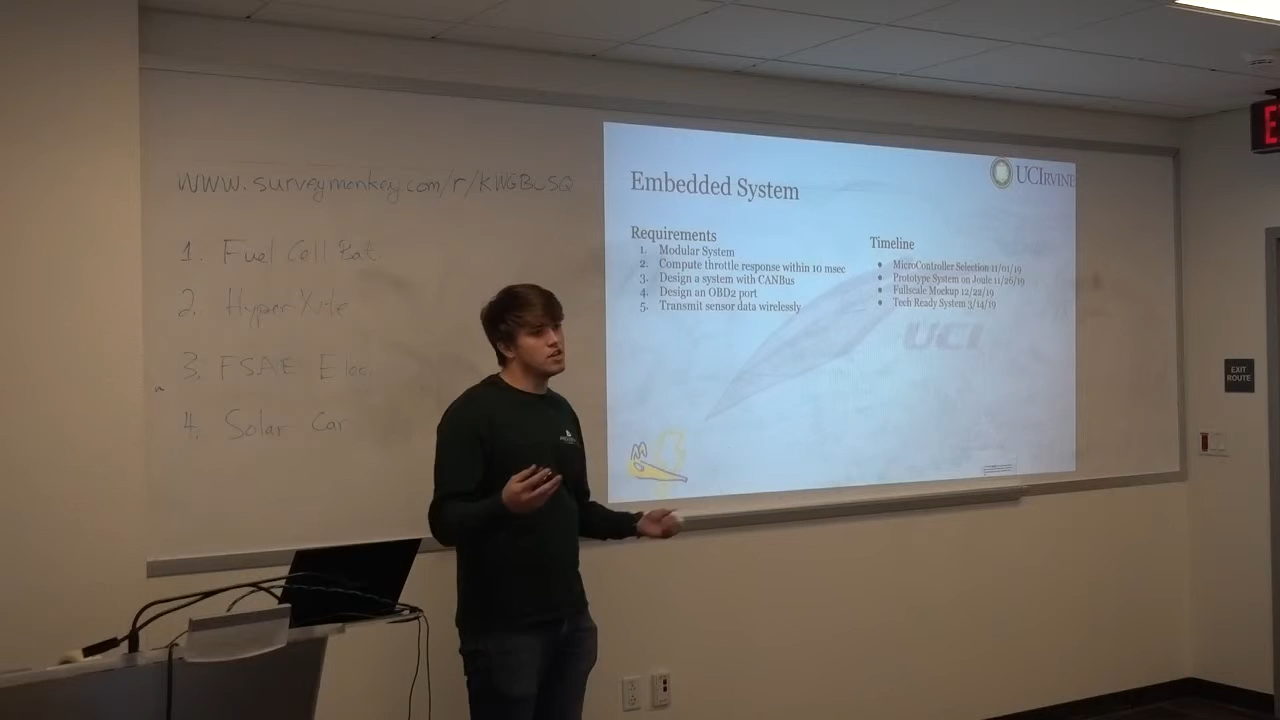 www.surveymonkey.com/r/KWGBLSQ
1. Fuel Cell Bat.
2. HyperXite
3. FSAE Elec.
4. Solar Car
UCIRVINE
Embedded System
Requirements
1. Modular System
2. Compute throttle response within 10 msec
3. Design a system with CANBus
4. Design an OBD2 port
5. Transmit sensor data wirelessly
Timeline
• MicroController Selection 11/01/19
• Prototype System on Joule 11/26/19
• Fullscale Mockup 12/22/19
• Tech Ready System 3/14/19
UCI
EXIT
ROUTE